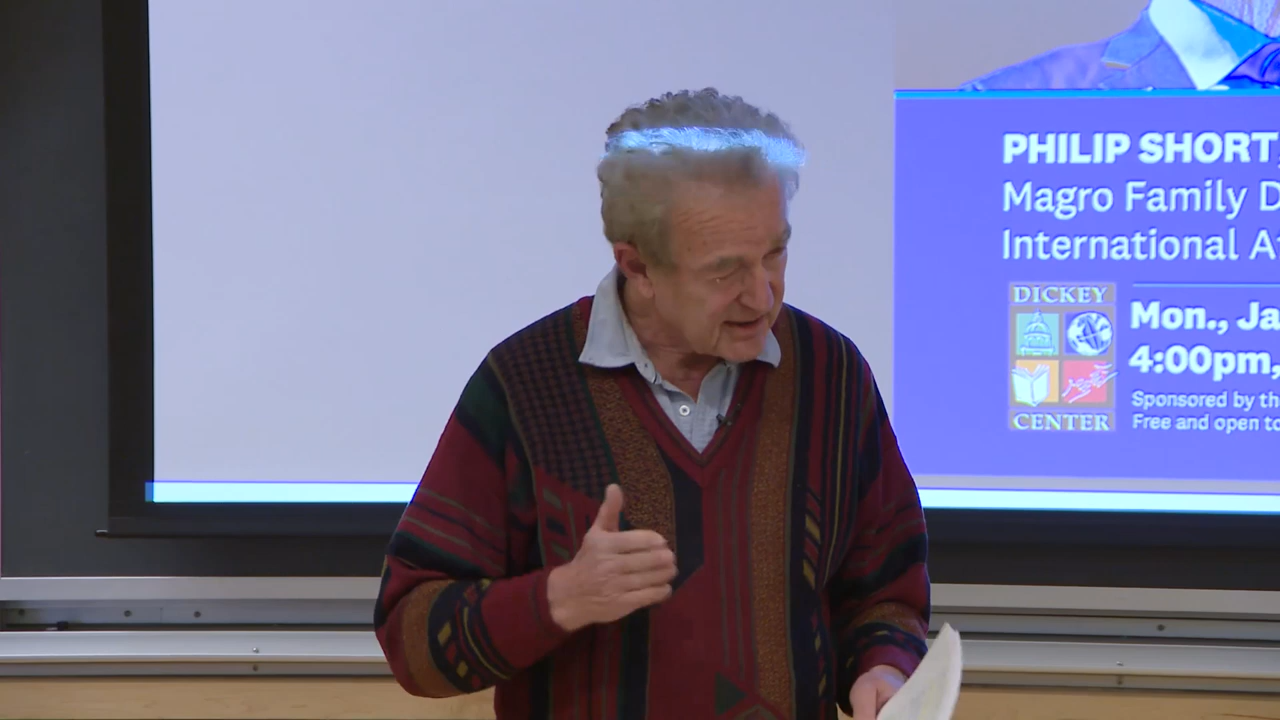 PHILIP SHORT
Magro Family D
International A
DICKEY
CENTER
Mon., Ja
4:00pm,
Sponsored by th
Free and open to